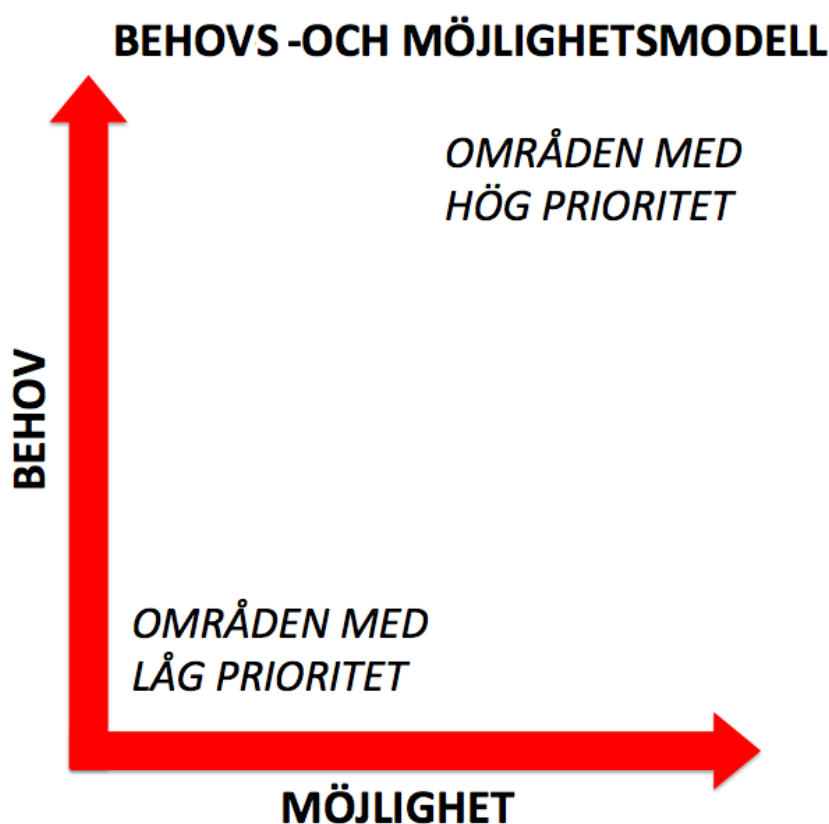 BEHOVS -OCH MÖJLIGHETSMODELL
OMRÅDEN MED
HÖG PRIORITET
BEHOV
OMRÅDEN MED
LÅG PRIORITET
MÖJLIGHET